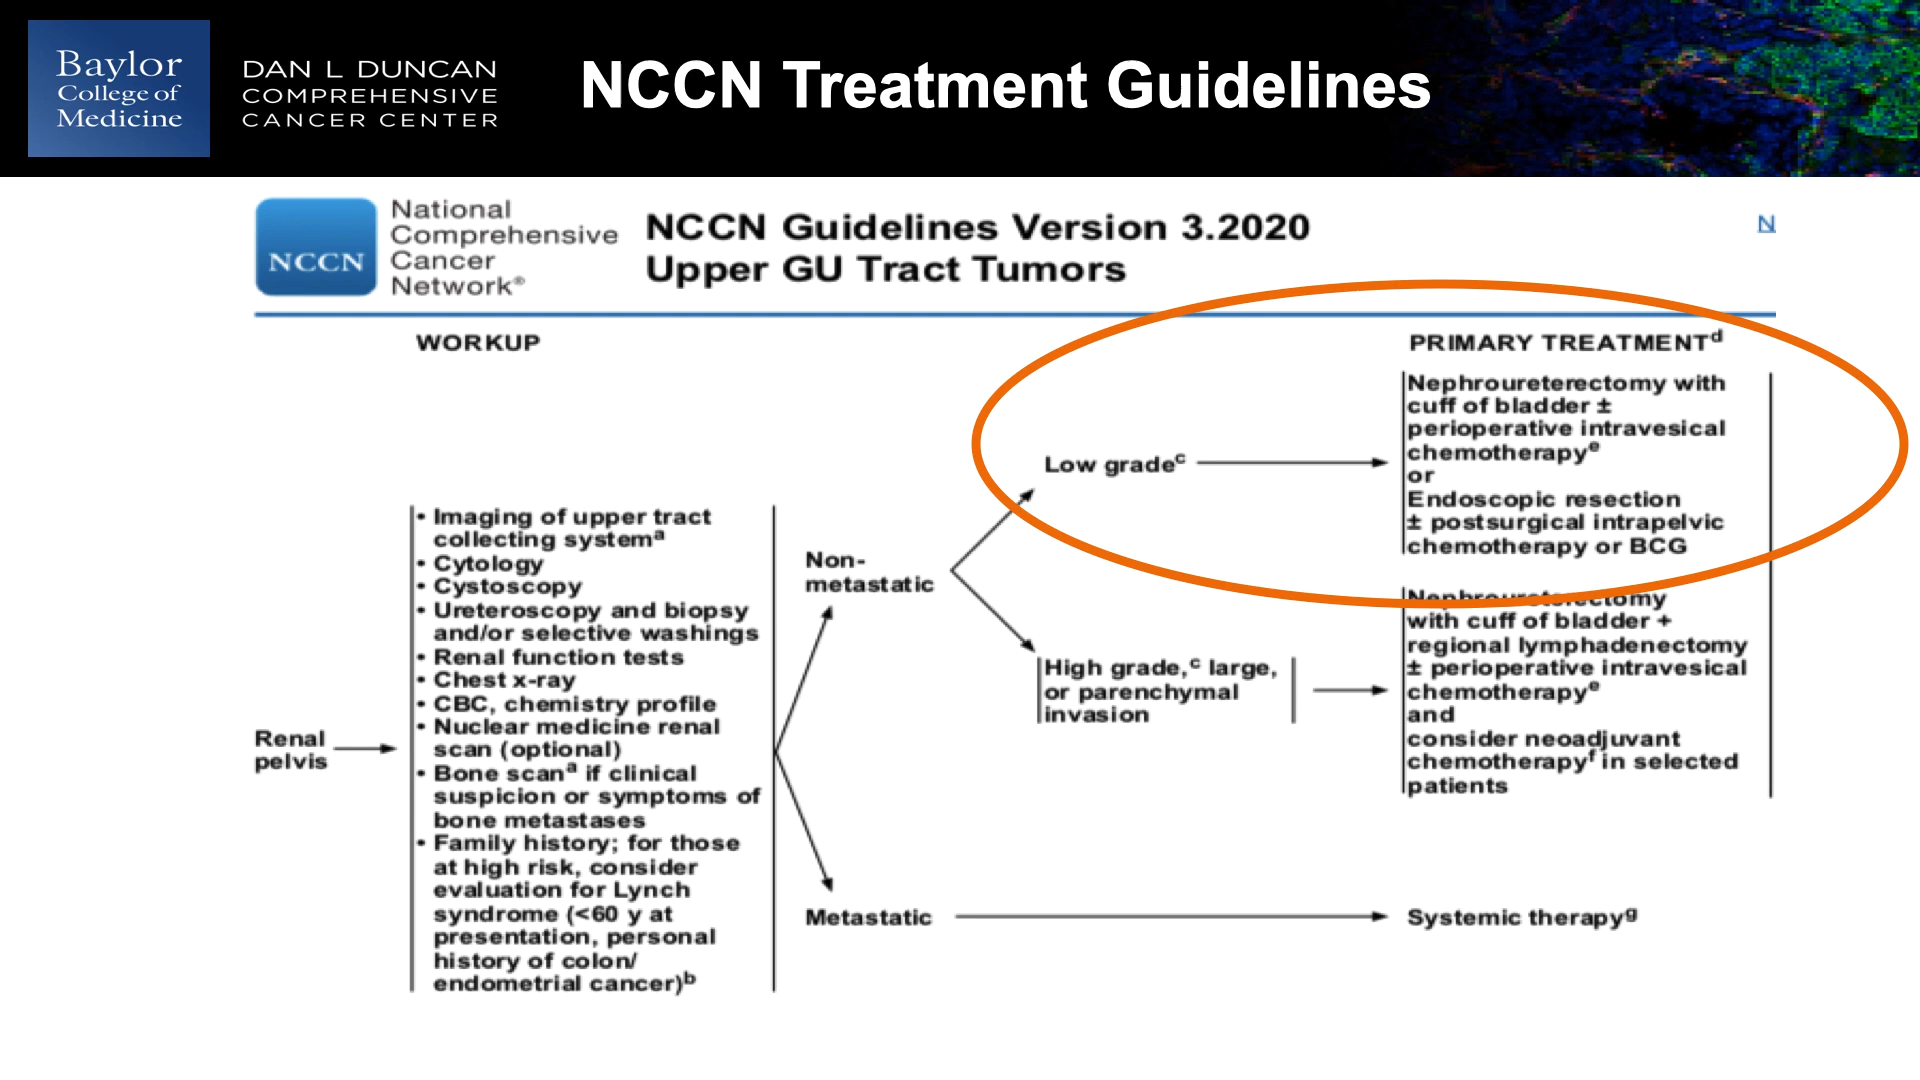 Baylor
College of
Medicine
DAN L DUNCAN
COMPREHENSIVE
CANCER CENTER
NCCN Treatment Guidelines
NCCN
National
Comprehensive
Cancer
Network®
NCCN Guidelines Version 3.2020
Upper GU Tract Tumors
N
WORKUP
PRIMARY TREATMENTᵈ
Renal
pelvis
• Imaging of upper tract
collecting systemᵃ
• Cytology
• Cystoscopy
• Ureteroscopy and biopsy
and/or selective washings
• Renal function tests
• Chest x-ray
• CBC, chemistry profile
• Nuclear medicine renal
scan (optional)
• Bone scanᵃ if clinical
suspicion or symptoms of
bone metastases
• Family history; for those
at high risk, consider
evaluation for Lynch
syndrome (<60 y at
presentation, personal
history of colon/
endometrial cancer)ᵇ
Non-
metastatic
Low gradeᶜ
Nephroureterectomy with
cuff of bladder ±
perioperative intravesical
chemotherapyᵉ
or
Endoscopic resection
± postsurgical intrapelvic
chemotherapy or BCG
High grade,ᶜ large,
or parenchymal
invasion
Nephroureterectomy
with cuff of bladder +
regional lymphadenectomy
± perioperative intravesical
chemotherapyᵉ
and
consider neoadjuvant
chemotherapyᶠ in selected
patients
Metastatic
Systemic therapyᵍ